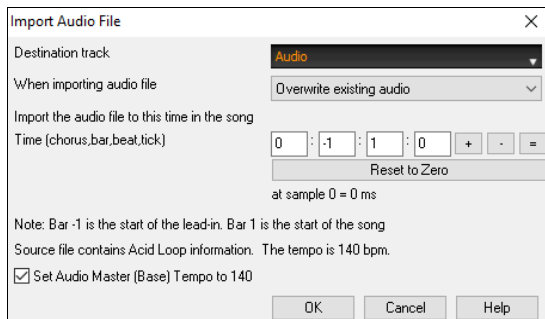 Import Audio File
Destination track Audio
When importing audio file Overwrite existing audio
Import the audio file to this time in the song
Time (chorus,bar,beat,tick) 0 : -1 : 1 : 0 + - =
Reset to Zero
at sample 0 = 0 ms
Note: Bar -1 is the start of the lead-in. Bar 1 is the start of the song
Source file contains Acid Loop information. The tempo is 140 bpm.
Set Audio Master (Base) Tempo to 140
OK Cancel Help